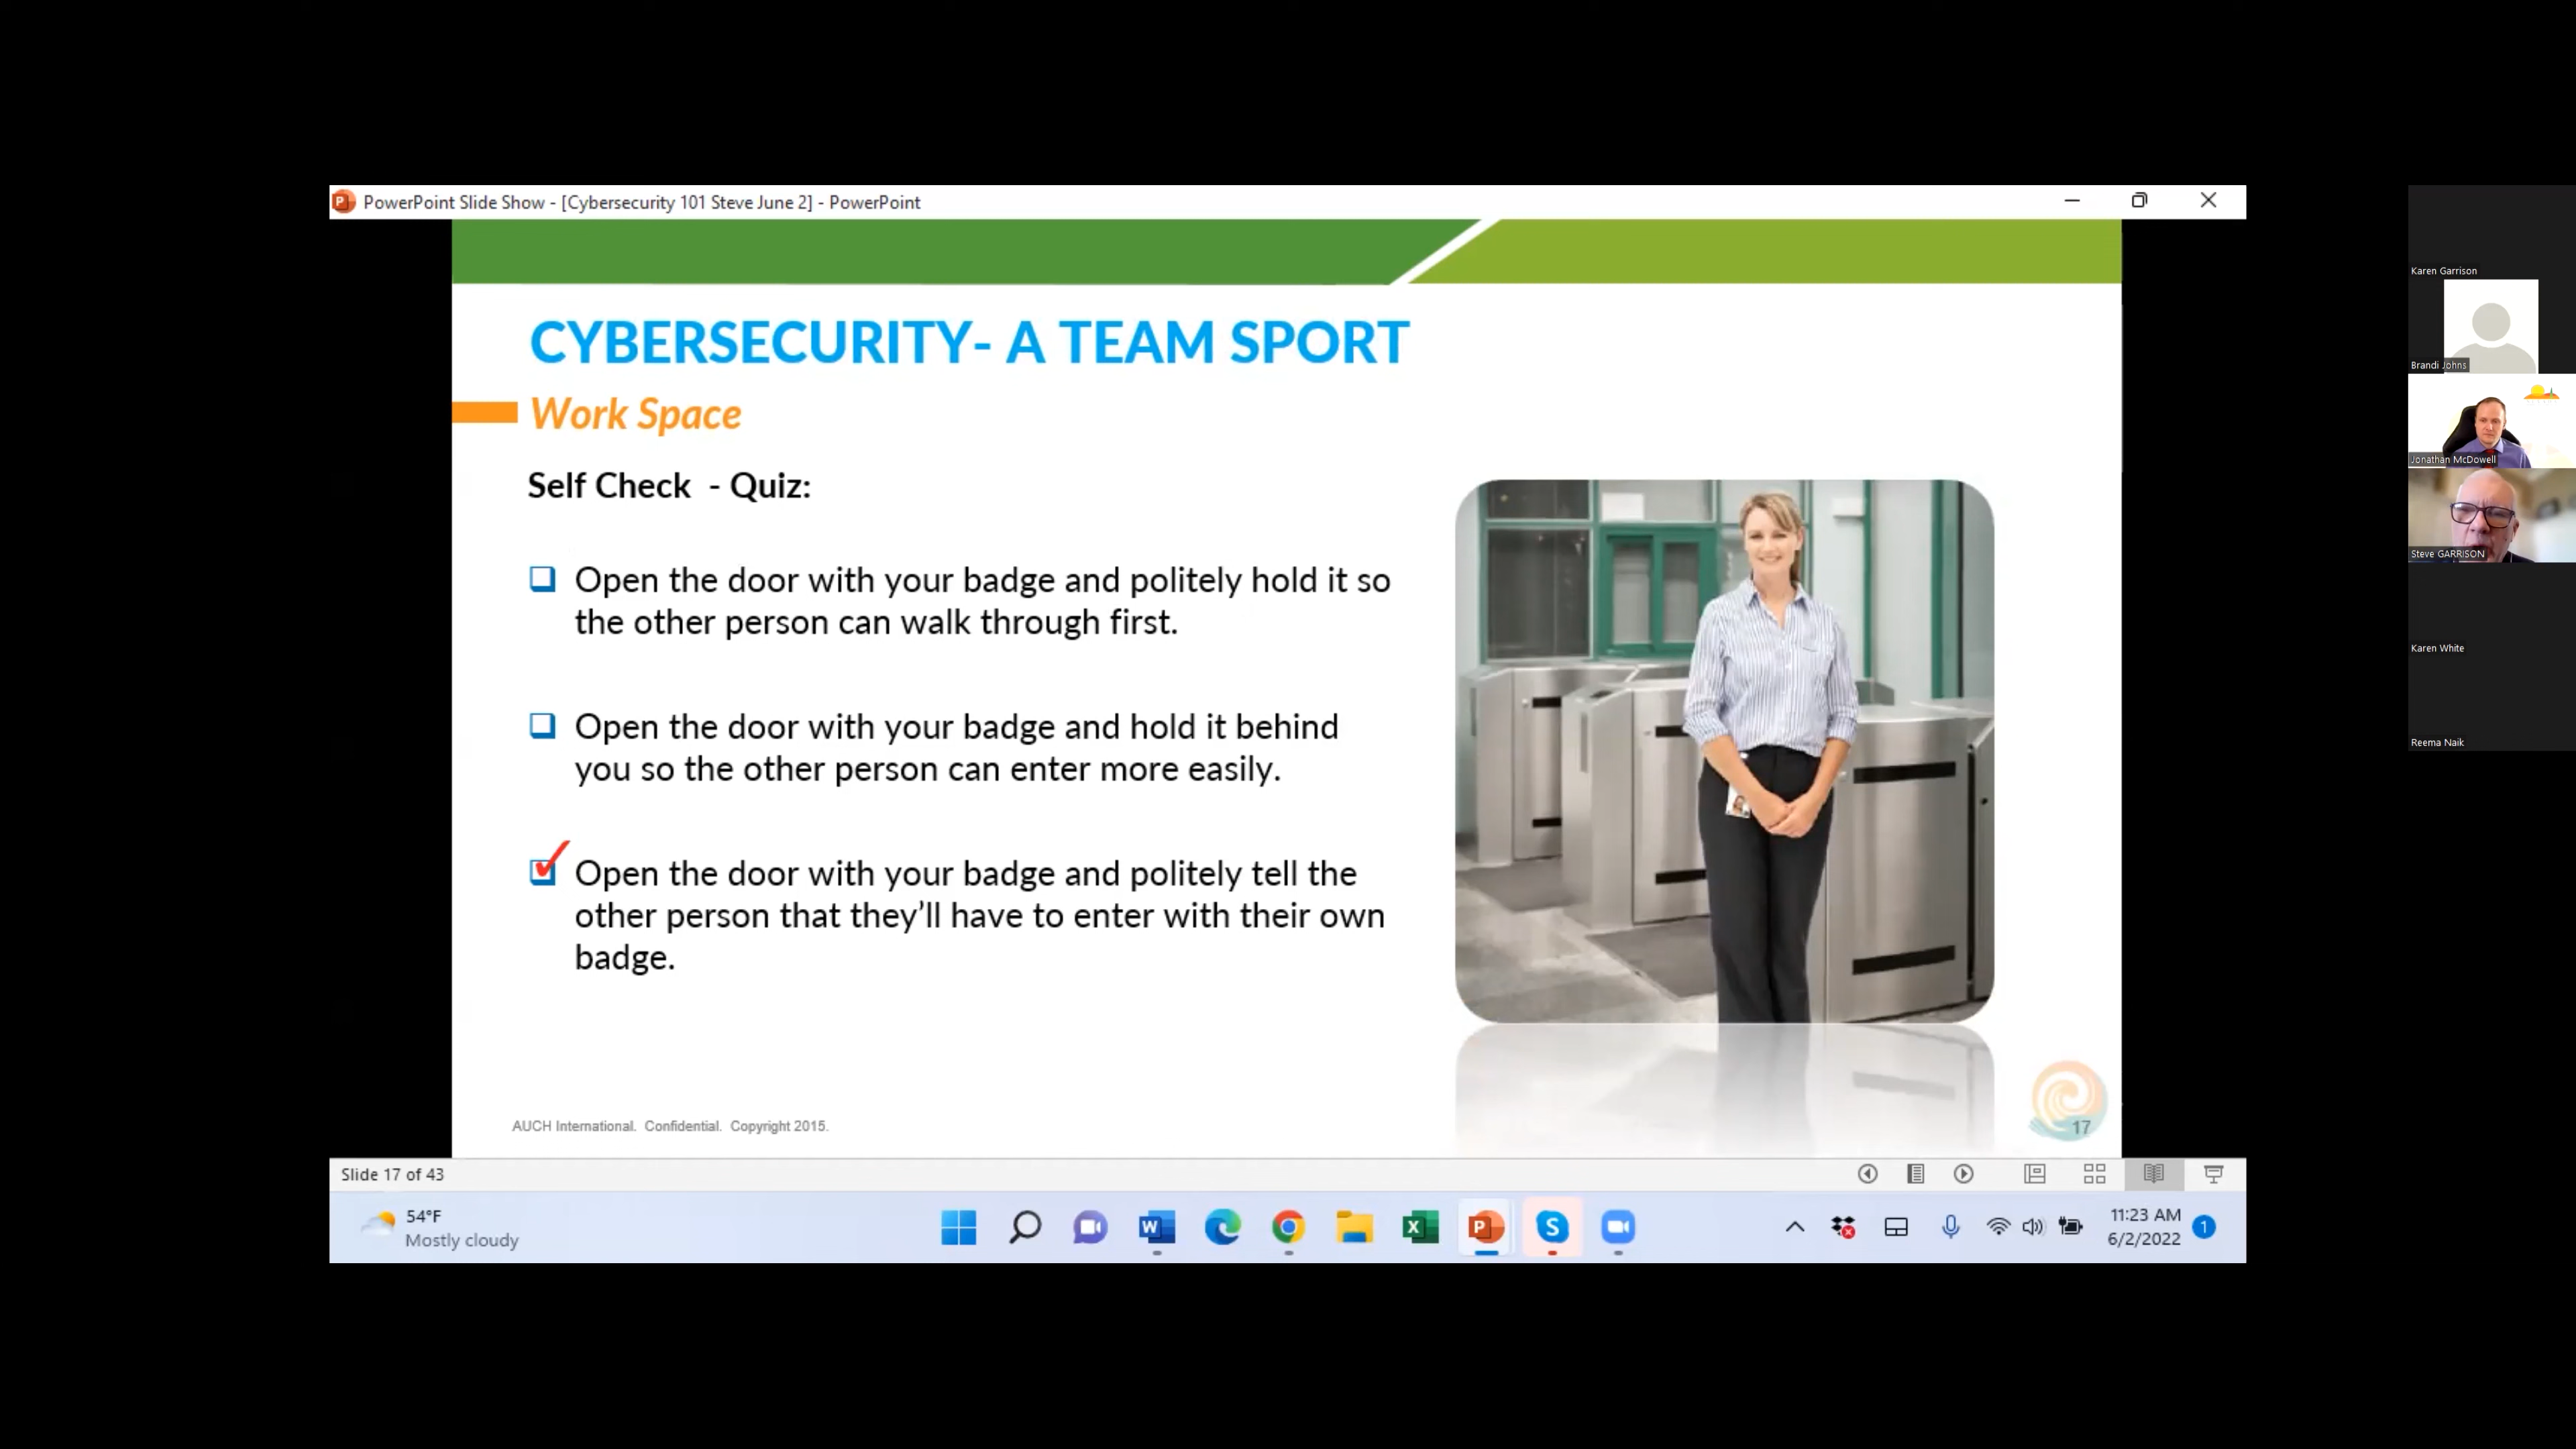 PowerPoint Slide Show - [Cybersecurity 101 Steve June 2] - PowerPoint
CYBERSECURITY- A TEAM SPORT
Work Space
Self Check - Quiz:
Open the door with your badge and politely hold it so
the other person can walk through first.
Open the door with your badge and hold it behind
you so the other person can enter more easily.
Open the door with your badge and politely tell the
other person that they’ll have to enter with their own
badge.
AUCH International. Confidential. Copyright 2015.
17
Slide 17 of 43
54°F
Mostly cloudy
11:23 AM
6/2/2022
1
Karen Garrison
Brandi Johns
Jonathan McDowell
Steve GARRISON
Karen White
Reema Naik